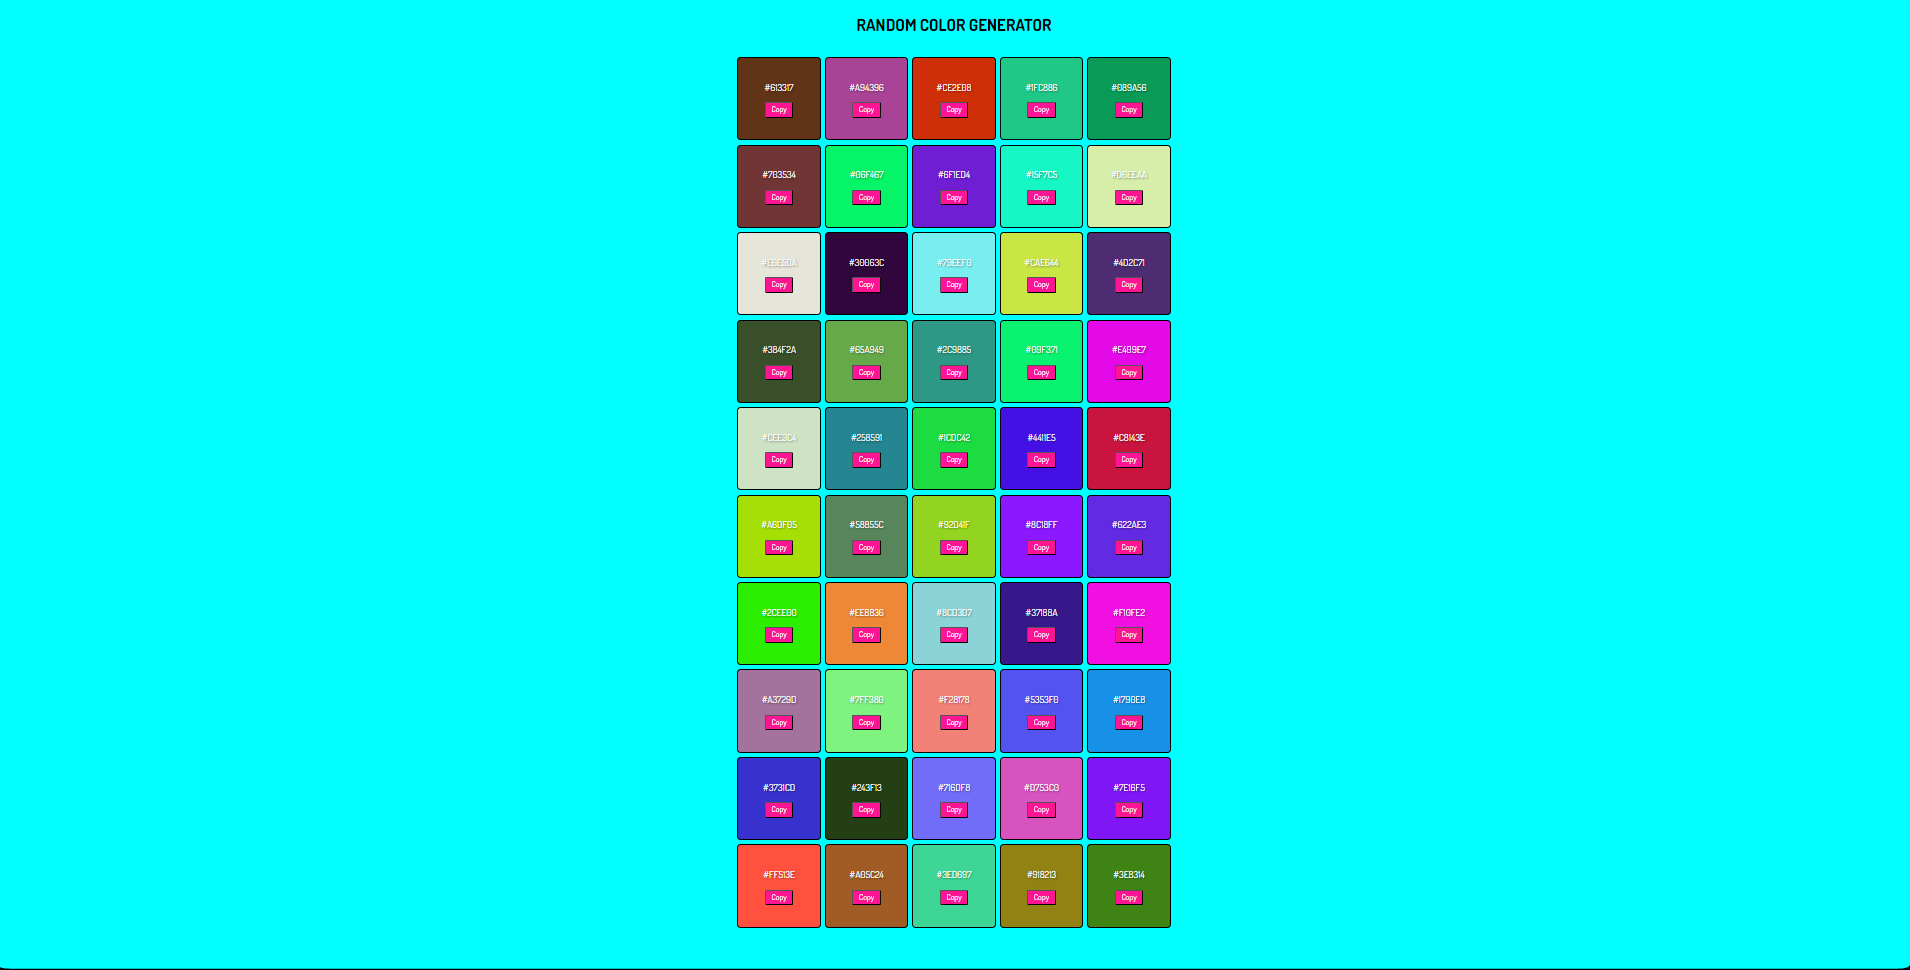 RANDOM COLOR GENERATOR
#613317 #A94396 #CE2E08 #1FC886 #089A56
Copy Copy Copy Copy Copy
#703534 #06F467 #6F1ED4 #15F7C5 #D6EEAA
Copy Copy Copy Copy Copy
#E6E5DA #30063C #79EEF0 #CAE644 #4D2C71
Copy Copy Copy Copy Copy
#384F2A #65A949 #2C9885 #09F371 #E409E7
Copy Copy Copy Copy Copy
#CEE3C4 #258591 #1CDC42 #4411E5 #C8143E
Copy Copy Copy Copy Copy
#A6DF05 #58855C #92D41F #8C18FF #622AE3
Copy Copy Copy Copy Copy
#2CEE00 #EE8836 #8CD3D7 #37188A #F10FE2
Copy Copy Copy Copy Copy
#A3729D #7FF380 #F28178 #5353F0 #1790E8
Copy Copy Copy Copy Copy
#3731CD #243F13 #716DF8 #D753C0 #7E16F5
Copy Copy Copy Copy Copy
#FF513E #A05C24 #3ED697 #918213 #3E8314
Copy Copy Copy Copy Copy